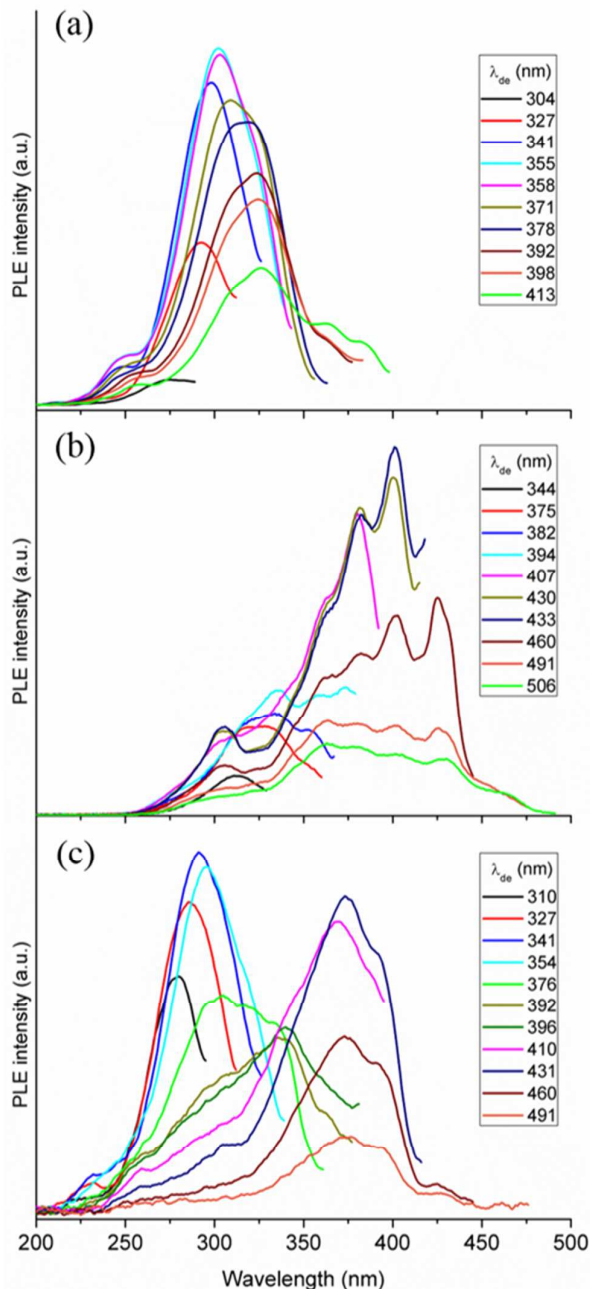 (a)
λde (nm)
304
327
341
355
358
371
378
392
398
413
PLE intensity (a.u.)
(b)
λde (nm)
344
375
382
394
407
430
433
460
491
506
PLE intensity (a.u.)
(c)
λde (nm)
310
327
341
354
376
392
396
410
431
460
491
PLE intensity (a.u.)
200 250 300 350 400 450 500
Wavelength (nm)